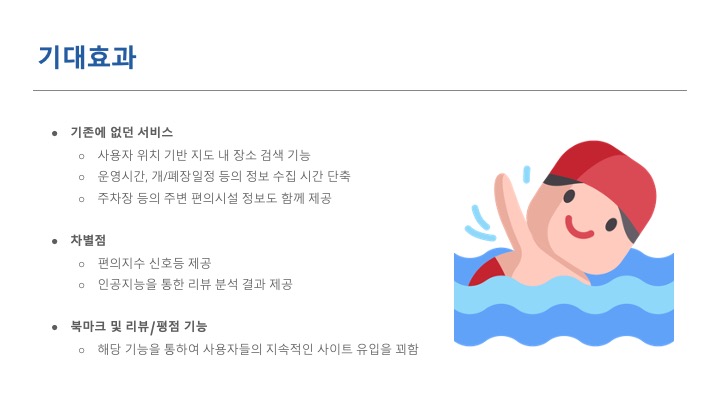 기대효과
● 기존에 없던 서비스
○ 사용자 위치 기반 지도 내 장소 검색 기능
○ 운영시간, 개/폐장일정 등의 정보 수집 시간 단축
○ 주차장 등의 주변 편의시설 정보도 함께 제공
● 차별점
○ 편의지수 신호등 제공
○ 인공지능을 통한 리뷰 분석 결과 제공
● 북마크 및 리뷰/평점 기능
○ 해당 기능을 통하여 사용자들의 지속적인 사이트 유입을 꾀함